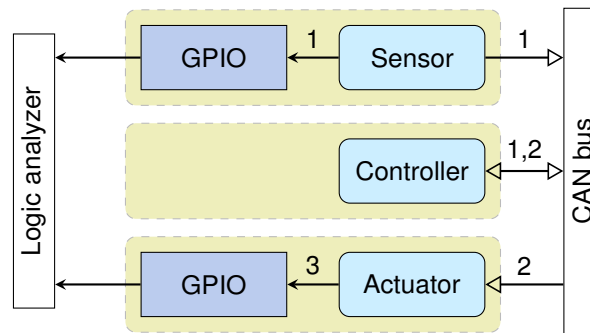 Logic analyzer
GPIO
1
Sensor
1
Controller
1,2
GPIO
3
Actuator
2
CAN bus